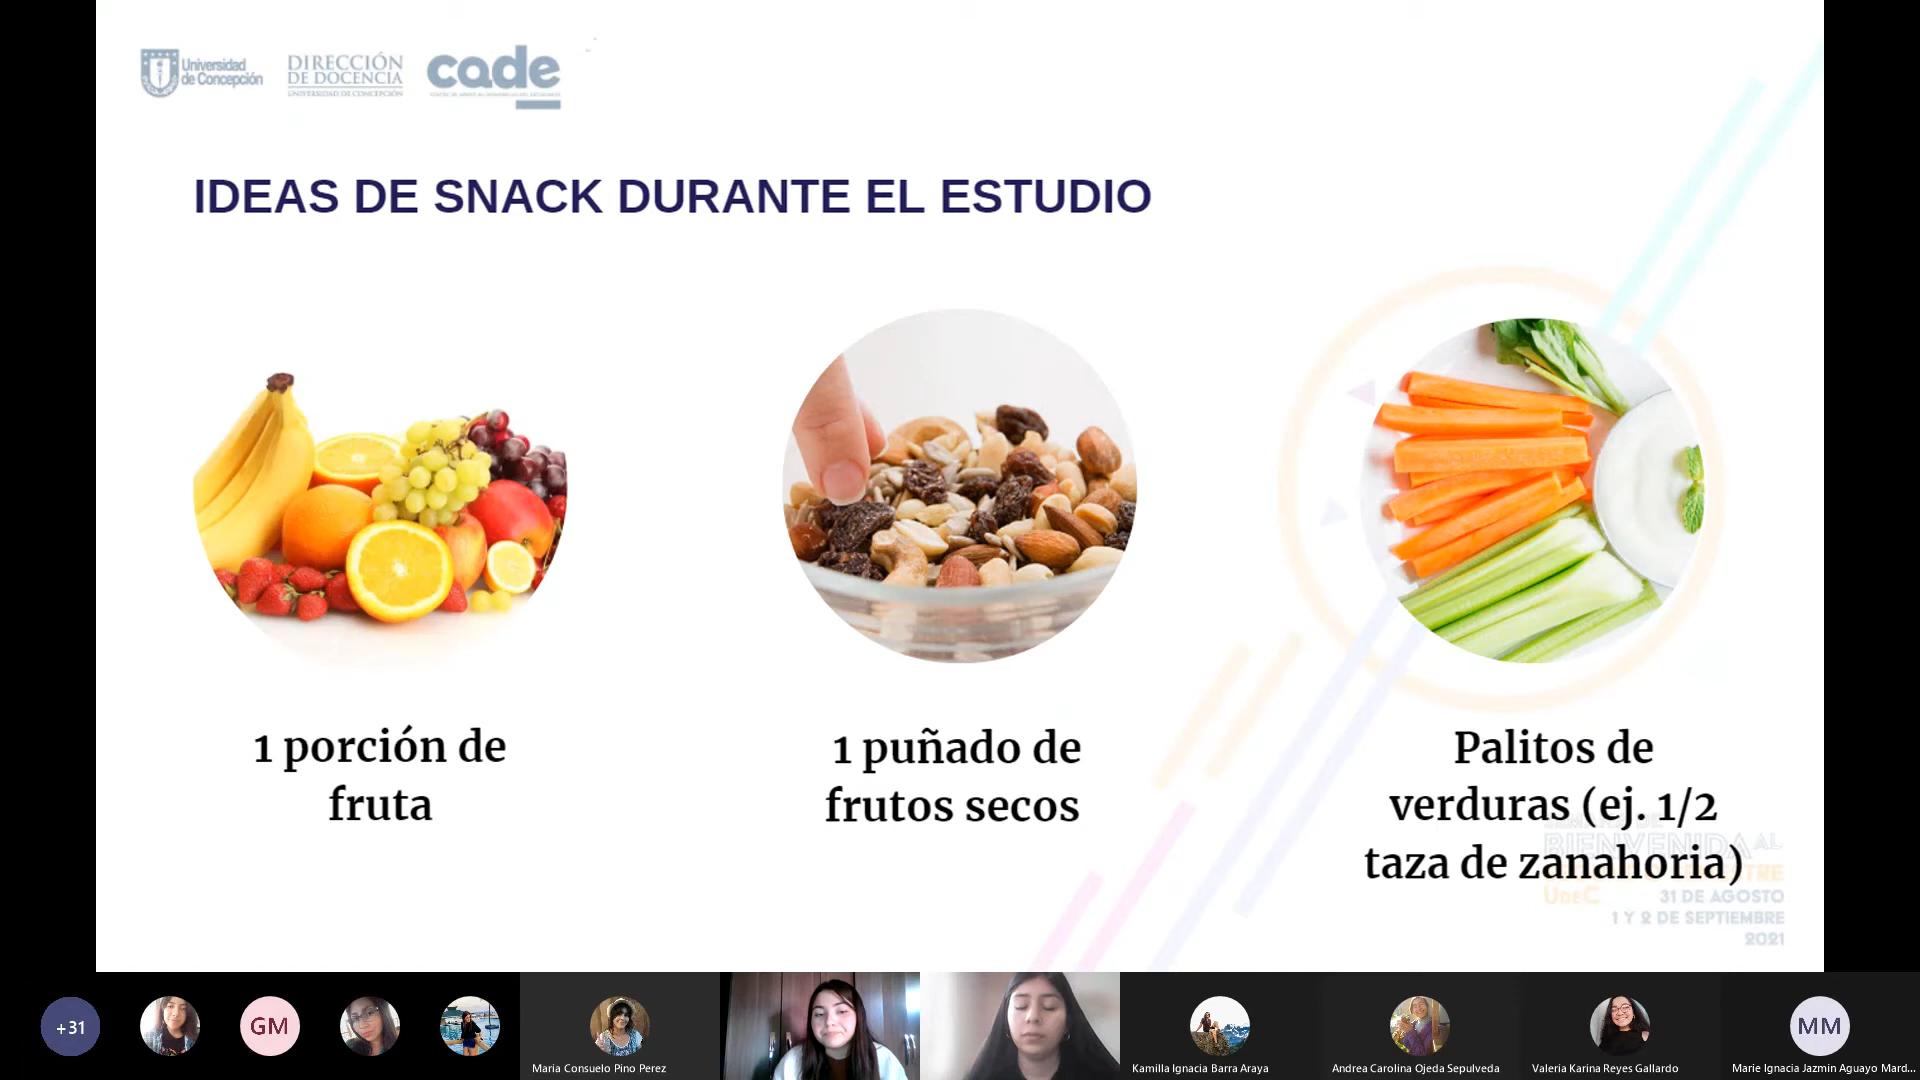 Universidad
de Concepción
DIRECCIÓN
DE DOCENCIA
UNIVERSIDAD DE CONCEPCIÓN
cade
IDEAS DE SNACK DURANTE EL ESTUDIO
1 porción de
fruta
1 puñado de
frutos secos
Palitos de
verduras (ej. 1/2
taza de zanahoria)
BIENVENIDA AL
UdeC
31 DE AGOSTO
1 Y 2 DE SEPTIEMBRE
2021
+31
GM
Maria Consuelo Pino Perez
Kamilla Ignacia Barra Araya
Andrea Carolina Ojeda Sepulveda
Valeria Karina Reyes Gallardo
MM
Marie Ignacia Jazmin Aguayo Mard...